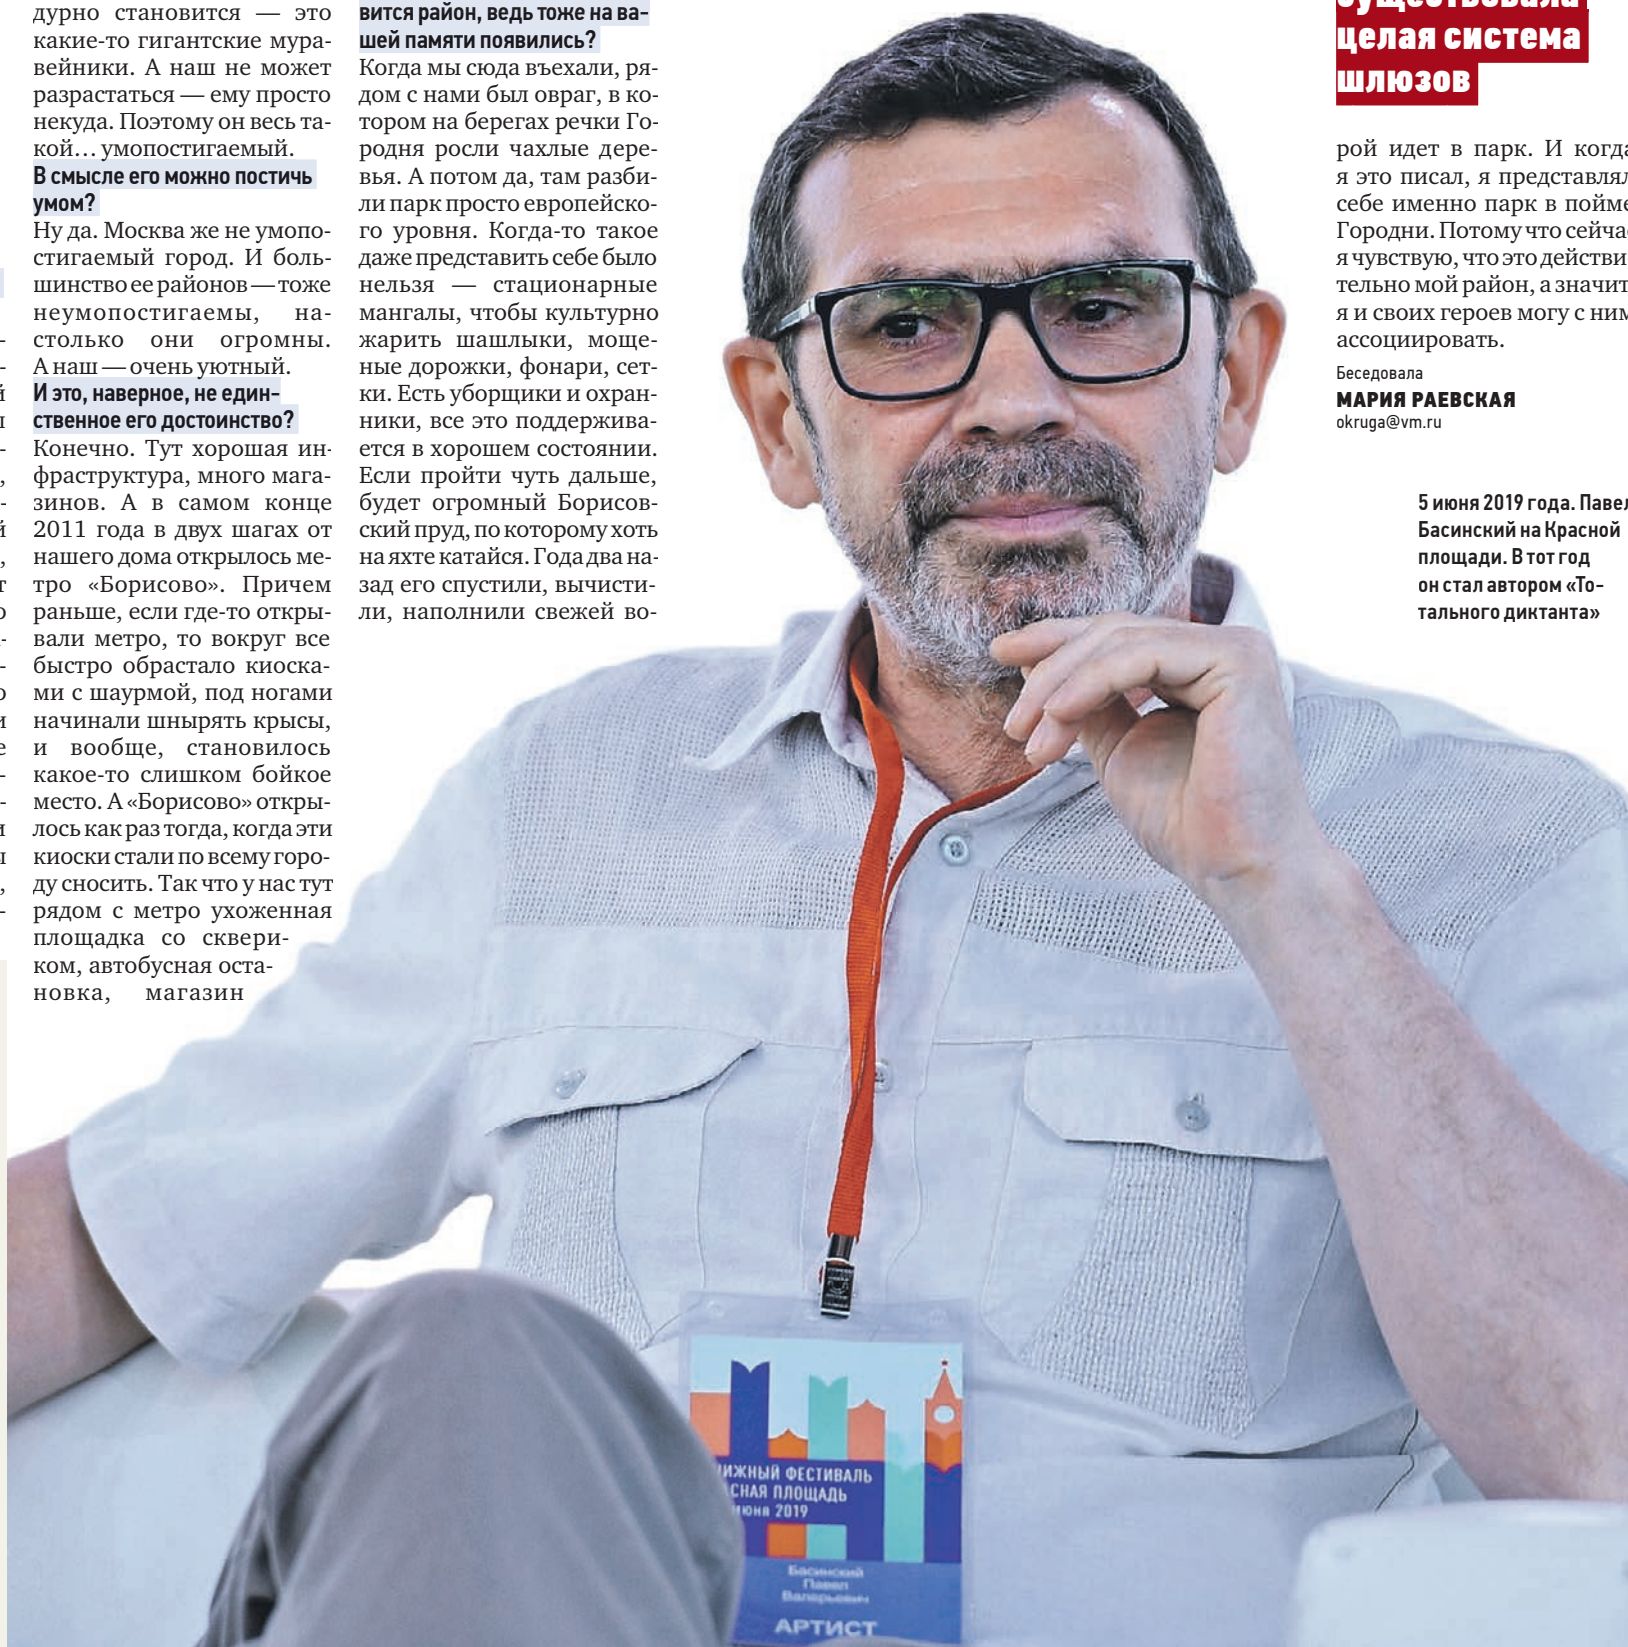 дурно становится — это
какие-то гигантские мура-
вейники. А наш не может
разрастаться — ему просто
некуда. Поэтому он весь та-
кой… умопостигаемый.
В смысле его можно постичь
умом?
Ну да. Москва же не умопо-
стигаемый город. И боль-
шинство ее районов — тоже
неумопостигаемы, на-
столько они огромны.
А наш — очень уютный.
И это, наверное, не един-
ственное его достоинство?
Конечно. Тут хорошая ин-
фраструктура, много мага-
зинов. А в самом конце
2011 года в двух шагах от
нашего дома открылось ме-
тро «Борисово». Причем
раньше, если где-то откры-
вали метро, то вокруг все
быстро обрастало киоска-
ми с шаурмой, под ногами
начинали шнырять крысы,
и вообще, становилось
какое-то слишком бойкое
место. А «Борисово» откры-
лось как раз тогда, когда эти
киоски стали по всему горо-
ду сносить. Так что у нас тут
рядом с метро ухоженная
площадка со сквери-
ком, автобусная оста-
новка, магазин
вится район, ведь тоже на ва-
шей памяти появились?
Когда мы сюда въехали, ря-
дом с нами был овраг, в ко-
тором на берегах речки Го-
родня росли чахлые дере-
вья. А потом да, там разби-
ли парк просто европейско-
го уровня. Когда-то такое
даже представить себе было
нельзя — стационарные
мангалы, чтобы культурно
жарить шашлыки, моще-
ные дорожки, фонари, сет-
ки. Есть уборщики и охран-
ники, все это поддержива-
ется в хорошем состоянии.
Если пройти чуть дальше,
будет огромный Борисов-
ский пруд, по которому хоть
на яхте катайся. Года два на-
зад его спустили, вычисти-
ли, наполнили свежей во-
существовала
целая система
шлюзов
рой идет в парк. И когда
я это писал, я представлял
себе именно парк в пойме
Городни. Потому что сейчас
я чувствую, что это действи
тельно мой район, а значит
я и своих героев могу с ним
ассоциировать.
Беседовала
МАРИЯ РАЕВСКАЯ
okruga@vm.ru
5 июня 2019 года. Павел
Басинский на Красной
площади. В тот год
он стал автором «То-
тального диктанта»
ИЖНЫЙ ФЕСТИВАЛЬ
СНАЯ ПЛОЩАДЬ
июня 2019
Басинский
Павел
Валерьевич
АРТИСТ